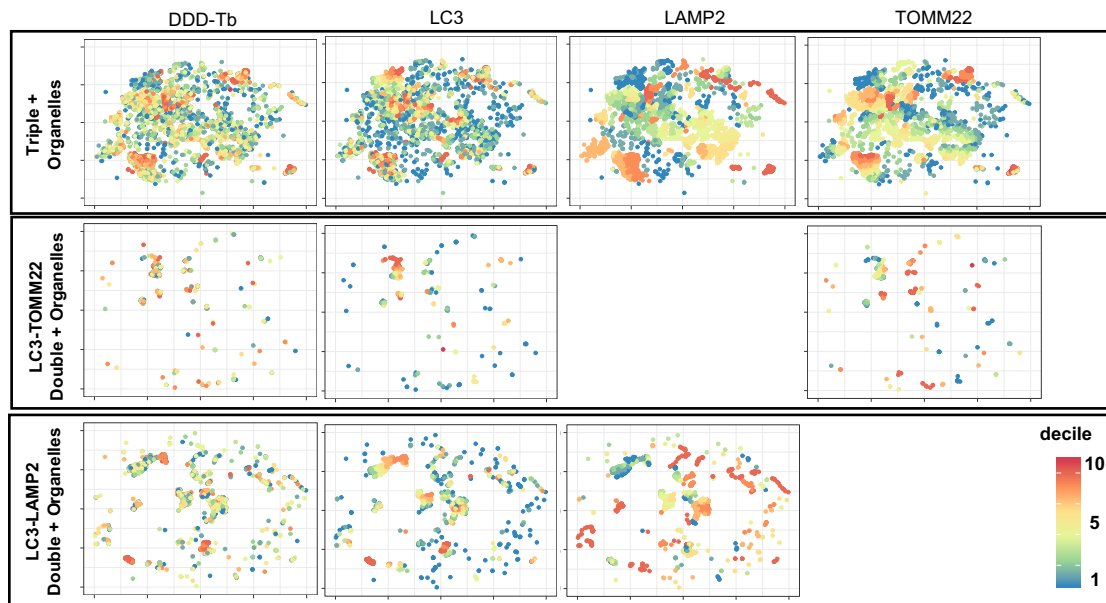 DDD-Tb LC3 LAMP2 TOMM22
Triple +
Organelles
LC3-TOMM22
Double + Organelles
LC3-LAMP2
Double + Organelles
decile
10
5
1